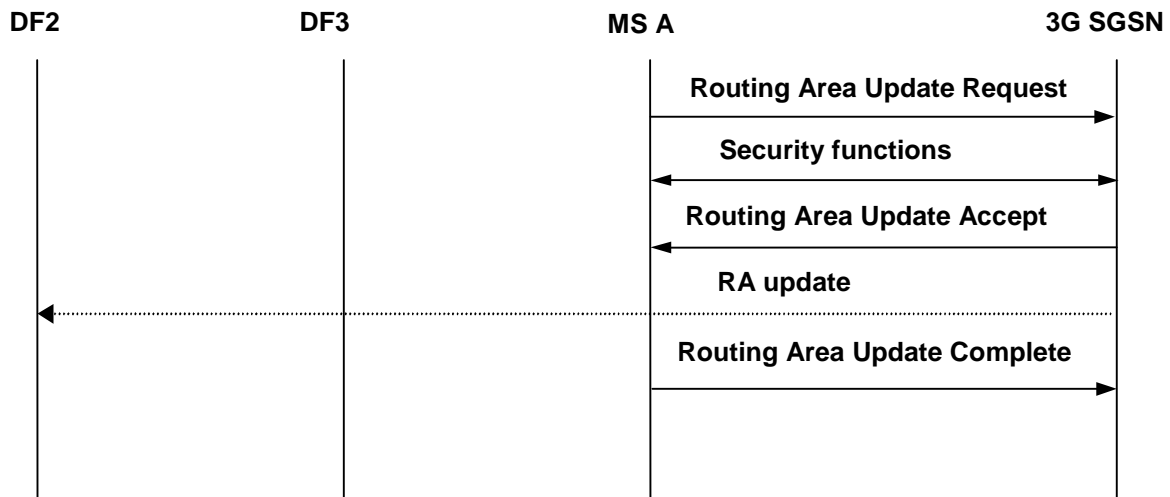 DF2 DF3 MS A 3G SGSN
Routing Area Update Request
Security functions
Routing Area Update Accept
RA update
Routing Area Update Complete